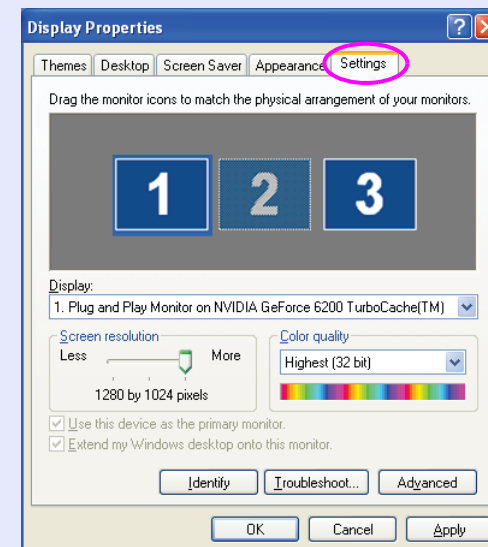 Display Properties
Themes Desktop Screen Saver Appearance Settings
Drag the monitor icons to match the physical arrangement of your monitors.
1 2 3
Display:
1. Plug and Play Monitor on NVIDIA GeForce 6200 TurboCache(TM)
Screen resolution
Less More
1280 by 1024 pixels
Color quality
Highest (32 bit)
Use this device as the primary monitor.
Extend my Windows desktop onto this monitor.
Identify Troubleshoot... Advanced
OK Cancel Apply